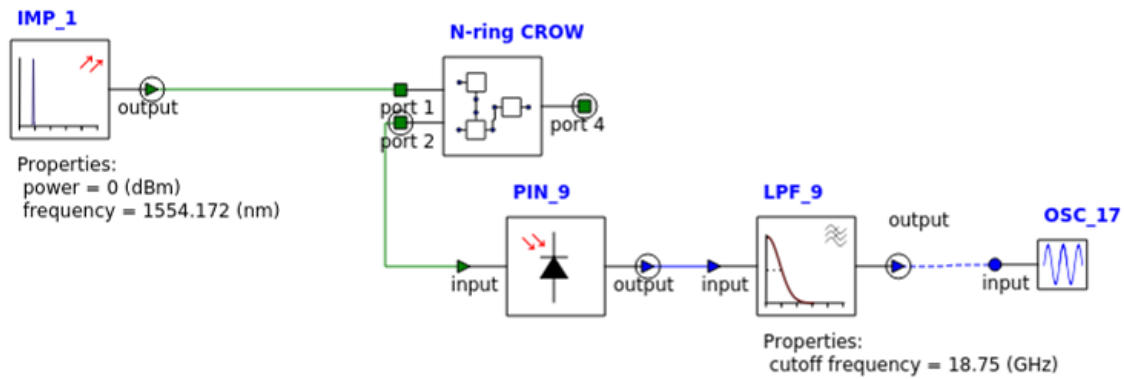 IMP_1
N-ring CROW
output
port 1
port 2
port 4
Properties:
power = 0 (dBm)
frequency = 1554.172 (nm)
PIN_9
LPF_9
OSC_17
output
input
output
input
input
Properties:
cutoff frequency = 18.75 (GHz)